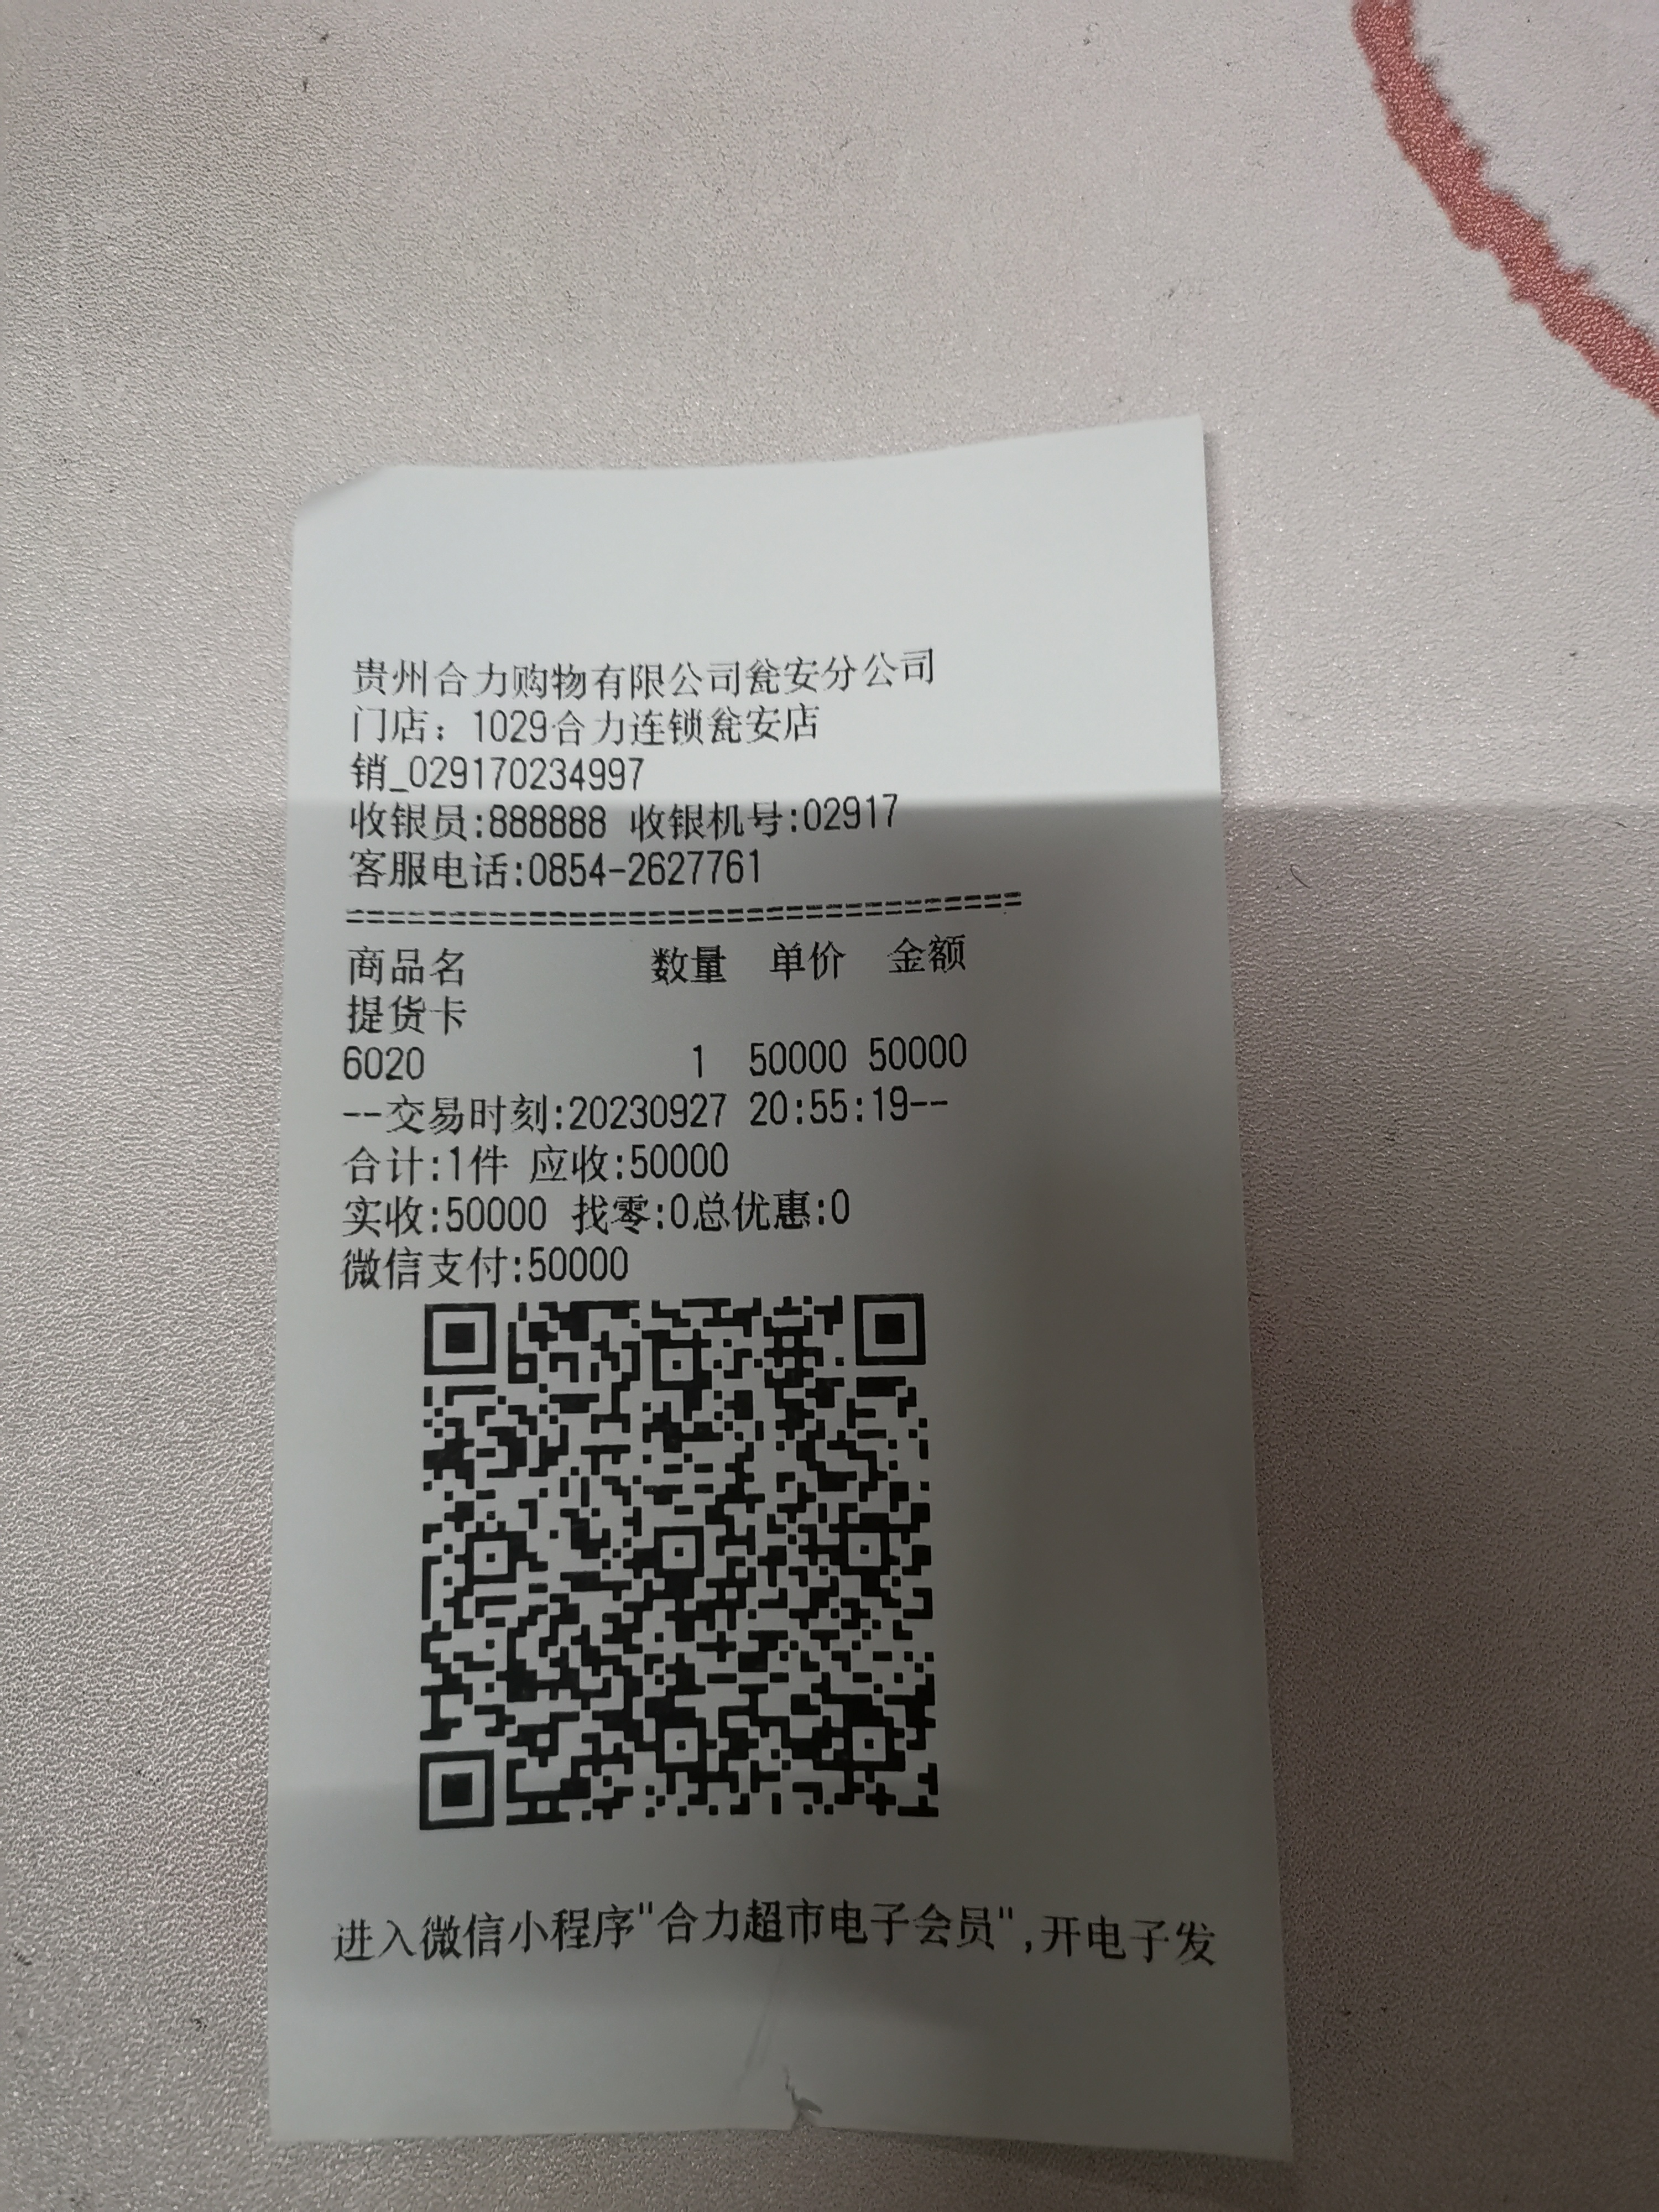 贵州合力购物有限公司瓮安分公司
门店：1029合力连锁瓮安店
销_029170234997
收银员:888888 收银机号:02917
客服电话:0854-2627761
==================================
商品名 数量 单价 金额
提货卡
6020 1 50000 50000
--交易时刻:20230927 20:55:19--
合计:1件 应收:50000
实收:50000 找零:0总优惠:0
微信支付:50000
进入微信小程序"合力超市电子会员",开电子发